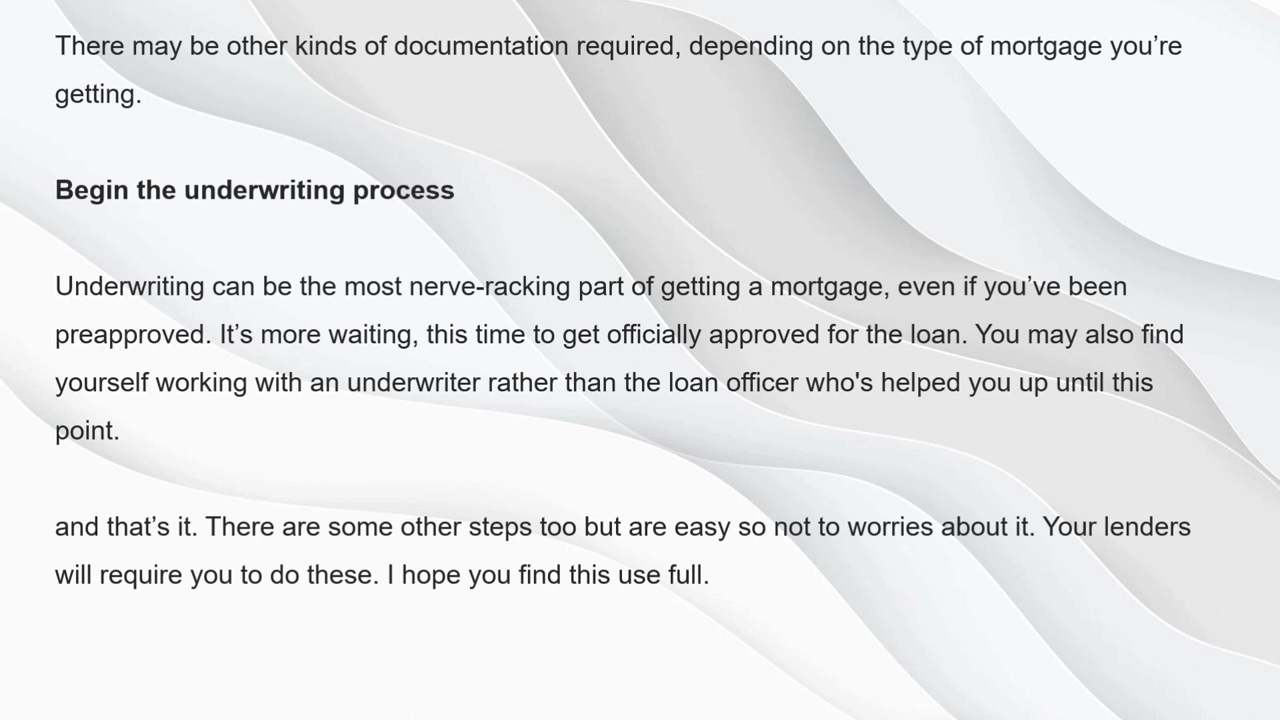 There may be other kinds of documentation required, depending on the type of mortgage you’re
getting.
Begin the underwriting process
Underwriting can be the most nerve-racking part of getting a mortgage, even if you’ve been
preapproved. It’s more waiting, this time to get officially approved for the loan. You may also find
yourself working with an underwriter rather than the loan officer who's helped you up until this
point.
and that’s it. There are some other steps too but are easy so not to worries about it. Your lenders
will require you to do these. I hope you find this use full.